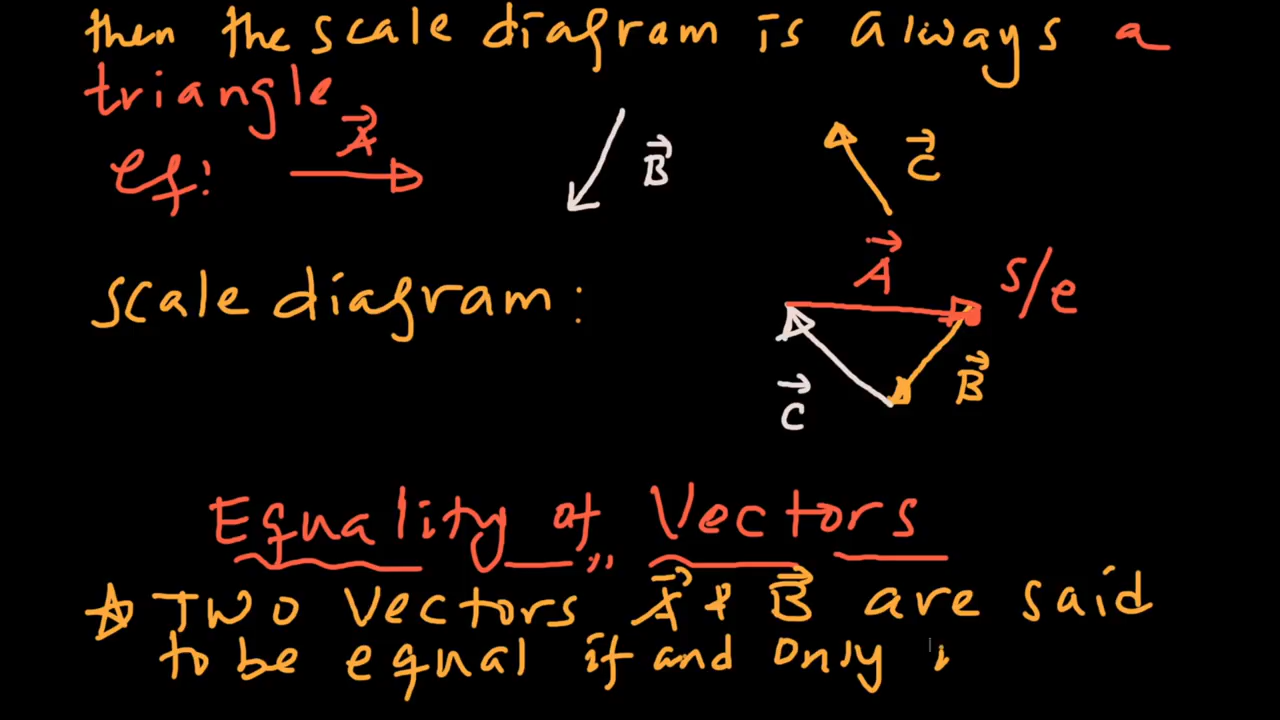 then the scale diagram is always a
triangle
eg: A⃗ B⃗ C⃗
scale diagram: A⃗ s/e
B⃗
C⃗
Equality of Vectors
☆ Two Vectors A⃗ & B⃗ are said
to be equal if and only i